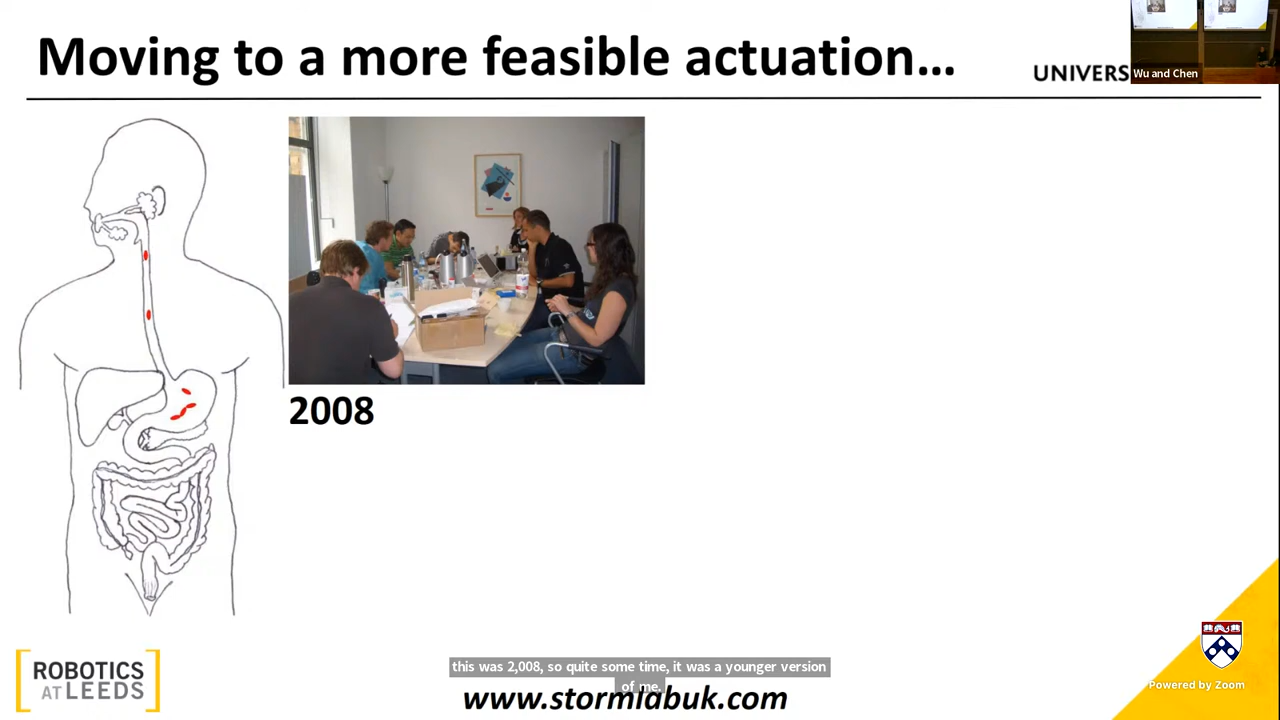 Moving to a more feasible actuation...
UNIVERS
Wu and Chen
2008
this was 2,008, so quite some time, it was a younger version
of me.
ROBOTICS
AT LEEDS
www.stormlabuk.com
Powered by Zoom